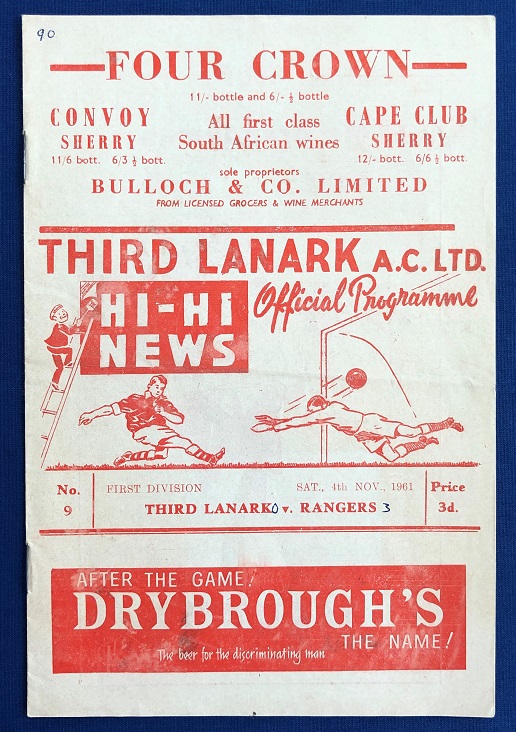 90
FOUR CROWN
11/- bottle and 6/- ½ bottle
CONVOY
SHERRY
11/6 bott. 6/3 ½ bott.
All first class
South African wines
CAPE CLUB
SHERRY
12/- bott. 6/6 ½ bott.
sole proprietors
BULLOCH & CO. LIMITED
FROM LICENSED GROCERS & WINE MERCHANTS
THIRD LANARK A.C. LTD.
HI-HI
NEWS
Official Programme
No.
9
FIRST DIVISION SAT., 4th NOV., 1961
THIRD LANARK 0 v. RANGERS 3
Price
3d.
AFTER THE GAME!
DRYBROUGH'S
THE NAME!
The beer for the discriminating man